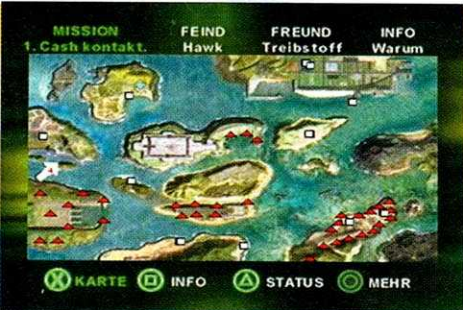 MISSION FEIND FREUND INFO
1. Cash kontakt. Hawk Treibstoff Warum
KARTE INFO STATUS MEHR